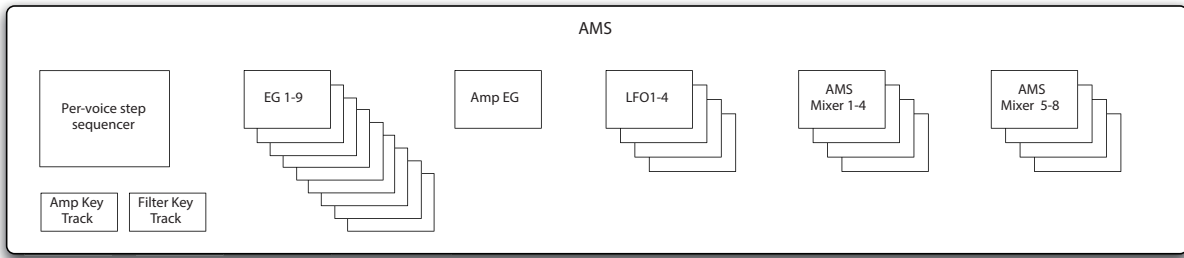 AMS
Per-voice step
sequencer
EG 1-9
Amp EG
LFO1-4
AMS
Mixer 1-4
AMS
Mixer 5-8
Amp Key
Track
Filter Key
Track